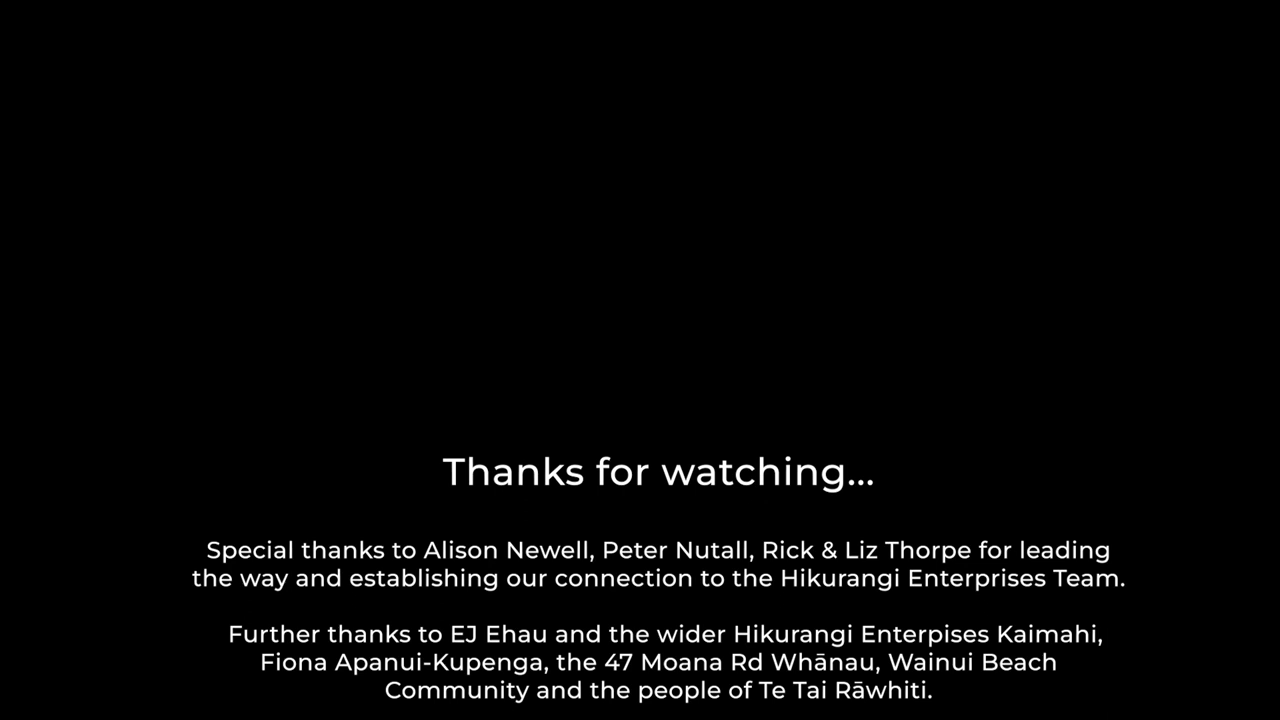 Thanks for watching...
Special thanks to Alison Newell, Peter Nutall, Rick & Liz Thorpe for leading
the way and establishing our connection to the Hikurangi Enterprises Team.
Further thanks to EJ Ehau and the wider Hikurangi Enterpises Kaimahi,
Fiona Apanui-Kupenga, the 47 Moana Rd Whānau, Wainui Beach
Community and the people of Te Tai Rāwhiti.